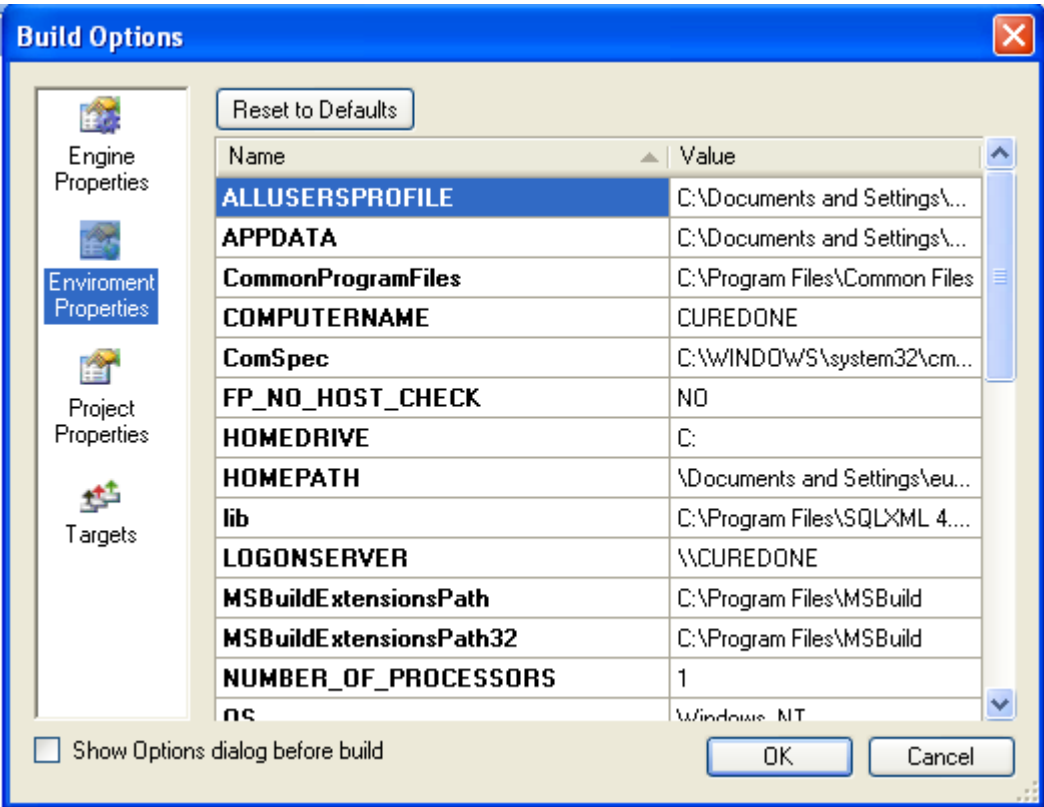 Build Options
Engine
Properties
Enviroment
Properties
Project
Properties
Targets
Reset to Defaults
Name Value
ALLUSERSPROFILE C:\Documents and Settings\...
APPDATA C:\Documents and Settings\...
CommonProgramFiles C:\Program Files\Common Files
COMPUTERNAME CUREDONE
ComSpec C:\WINDOWS\system32\cm...
FP_NO_HOST_CHECK NO
HOMEDRIVE C:
HOMEPATH \Documents and Settings\eu...
lib C:\Program Files\SQLXML 4....
LOGONSERVER \\CUREDONE
MSBuildExtensionsPath C:\Program Files\MSBuild
MSBuildExtensionsPath32 C:\Program Files\MSBuild
NUMBER_OF_PROCESSORS 1
OS Windows_NT
Show Options dialog before build
OK Cancel